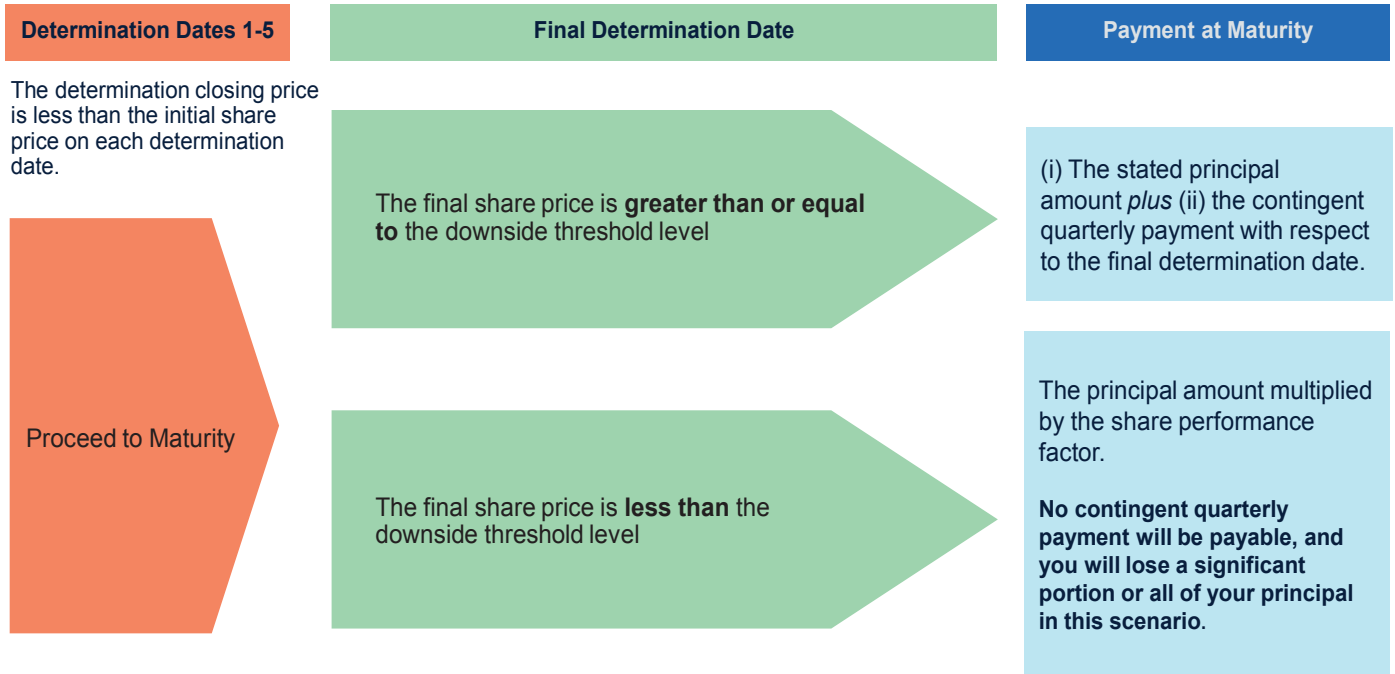 Determination Dates 1-5
Final Determination Date
Payment at Maturity
The determination closing price
is less than the initial share
price on each determination
date.
Proceed to Maturity
The final share price is greater than or equal
to the downside threshold level
(i) The stated principal
amount plus (ii) the contingent
quarterly payment with respect
to the final determination date.
The final share price is less than the
downside threshold level
The principal amount multiplied
by the share performance
factor.
No contingent quarterly
payment will be payable, and
you will lose a significant
portion or all of your principal
in this scenario.